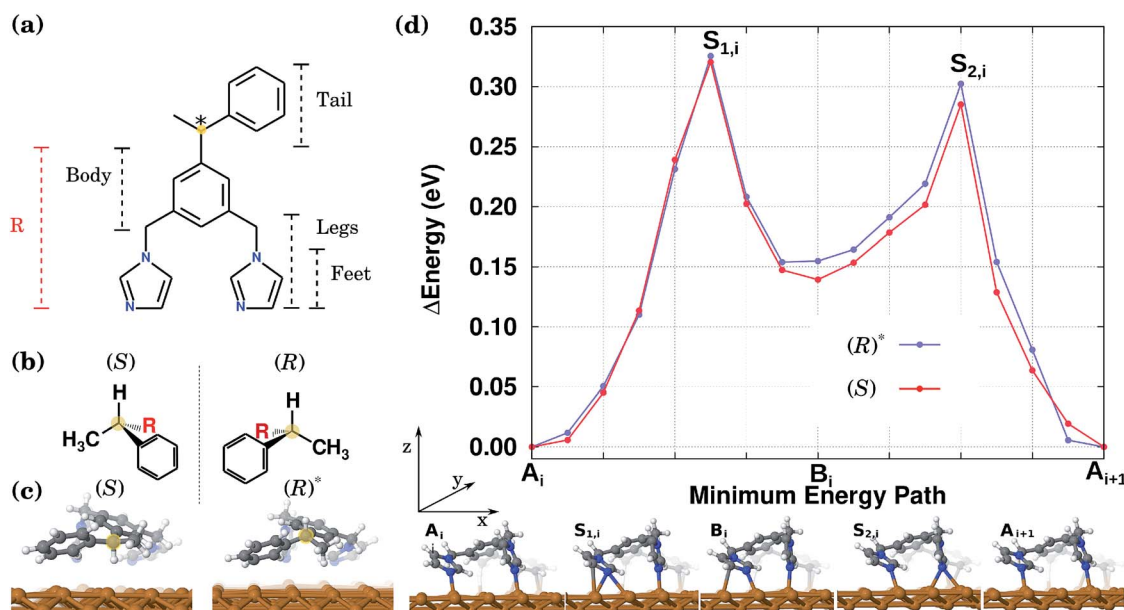 (a)
*
Tail
Body
R
Legs
Feet
N
N
N
N
(b)
(S)
(R)
H
R
H₃C
H
R
CH₃
(c)
(S)
(R)*
(d)
0.35
0.30
0.25
0.20
0.15
0.10
0.05
0.00
ΔEnergy (eV)
S1,i
S2,i
(R)*
(S)
Ai
Bi
Ai+1
Minimum Energy Path
z
y
x
Ai
i
S1,i
Bi
S2,i
Ai+1